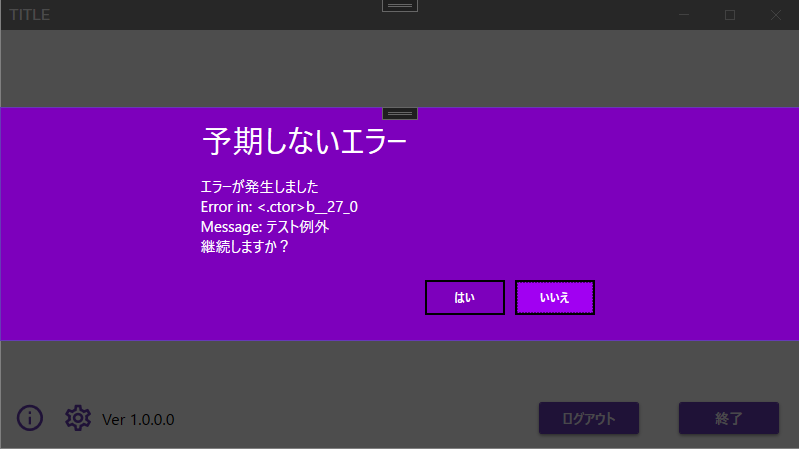 TITLE
予期しないエラー
エラーが発生しました
Error in: <.ctor>b__27_0
Message: テスト例外
継続しますか？
はい
いいえ
Ver 1.0.0.0
ログアウト
終了